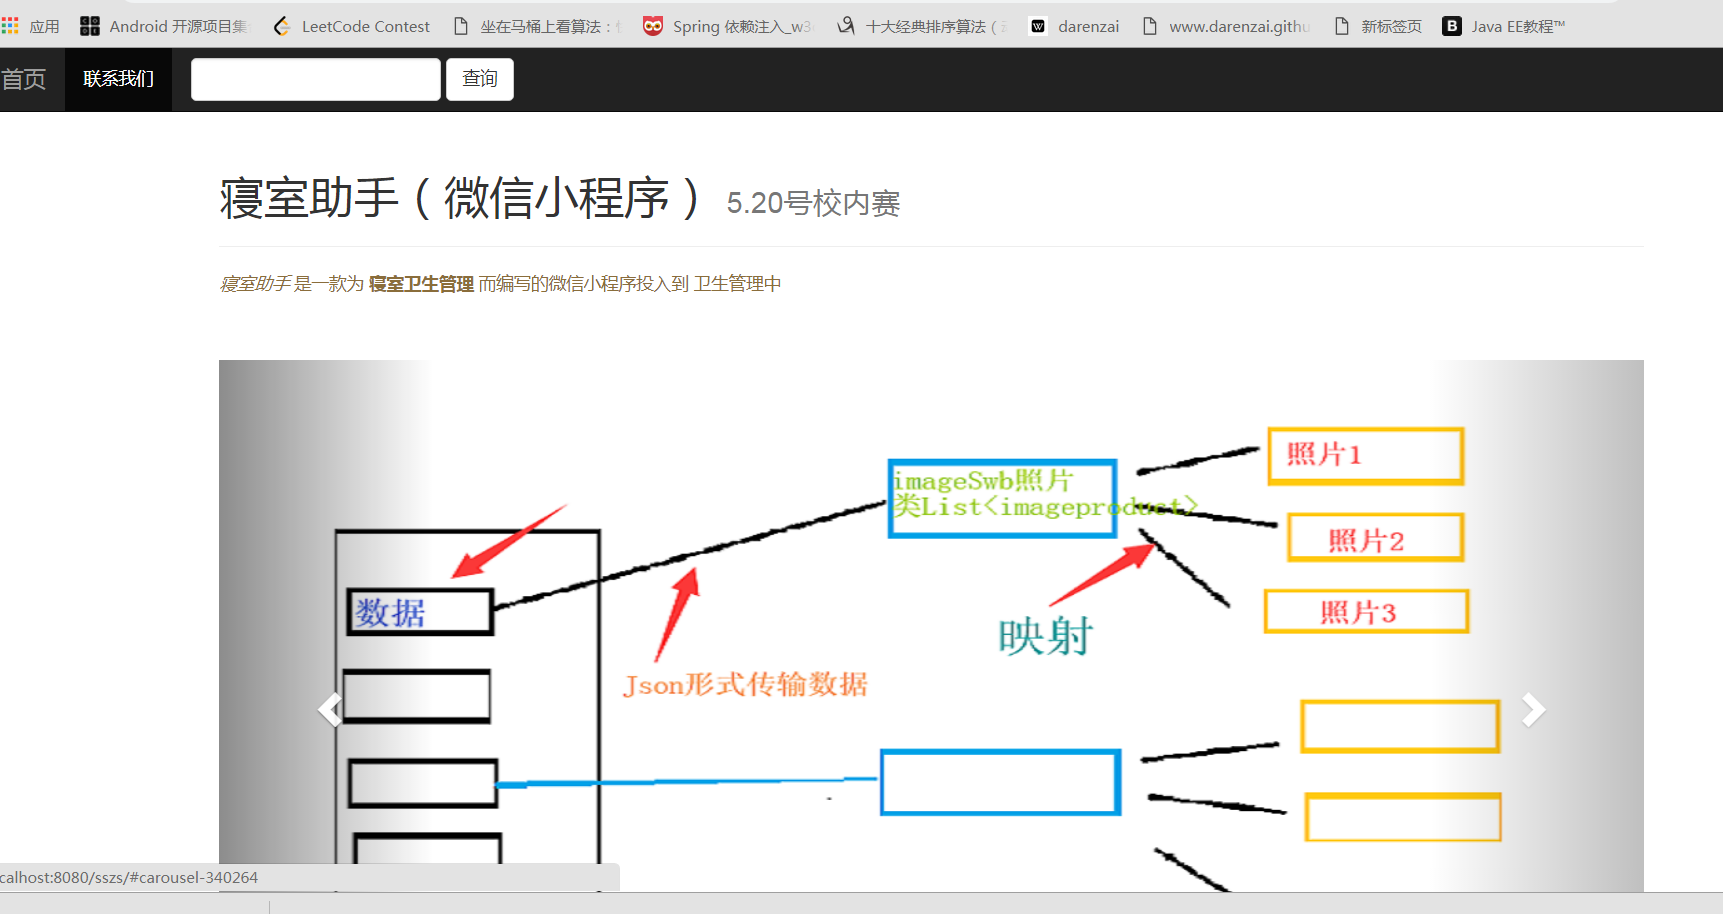 应用
Android 开源项目集
LeetCode Contest
坐在马桶上看算法：
Spring 依赖注入_w3
十大经典排序算法（
darenzai
www.darenzai.githu
新标签页
Java EE教程™
首页
联系我们
查询
寝室助手（微信小程序） 5.20号校内赛
寝室助手 是一款为 寝室卫生管理 而编写的微信小程序投入到 卫生管理中
照片1
imageSwb照片
类List<imageproduct>
照片2
数据
照片3
映射
Json形式传输数据
calhost:8080/sszs/#carousel-340264